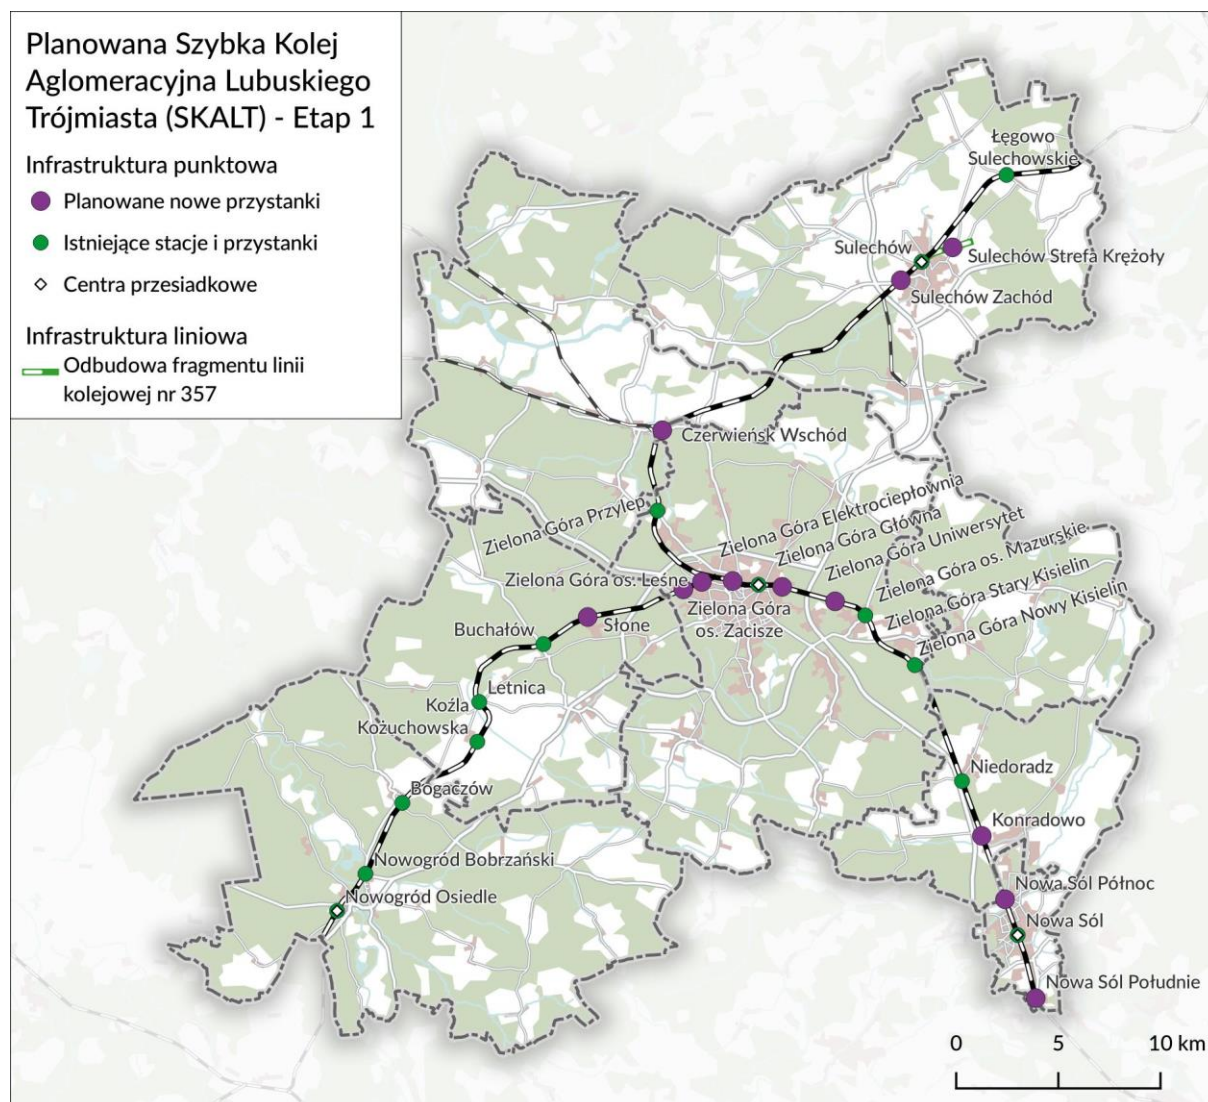 Planowana Szybka Kolej
Aglomeracyjna Lubuskiego
Trójmiasta (SKALT) - Etap 1
Infrastruktura punktowa
Planowane nowe przystanki
Istniejące stacje i przystanki
Centra przesiadkowe
Infrastruktura liniowa
Odbudowa fragmentu linii
kolejowej nr 357
Łęgowo
Sulechowskie
Sulechów
Sulechów Strefa Krężoły
Sulechów Zachód
Czerwieńsk Wschód
Zielona Góra Przylep
Zielona Góra Elektrociepłownia
Zielona Góra Główna
Zielona Góra Uniwersytet
Zielona Góra os. Mazurskie
Zielona Góra Stary Kisielin
Zielona Góra Nowy Kisielin
Zielona Góra os. Leśne
Zielona Góra
os. Zacisze
Słone
Buchałów
Letnica
Koźla
Kożuchowska
Bogaczów
Nowogród Bobrzański
Nowogród Osiedle
Niedoradz
Konradowo
Nowa Sól Północ
Nowa Sól
Nowa Sól Południe
0 5 10 km